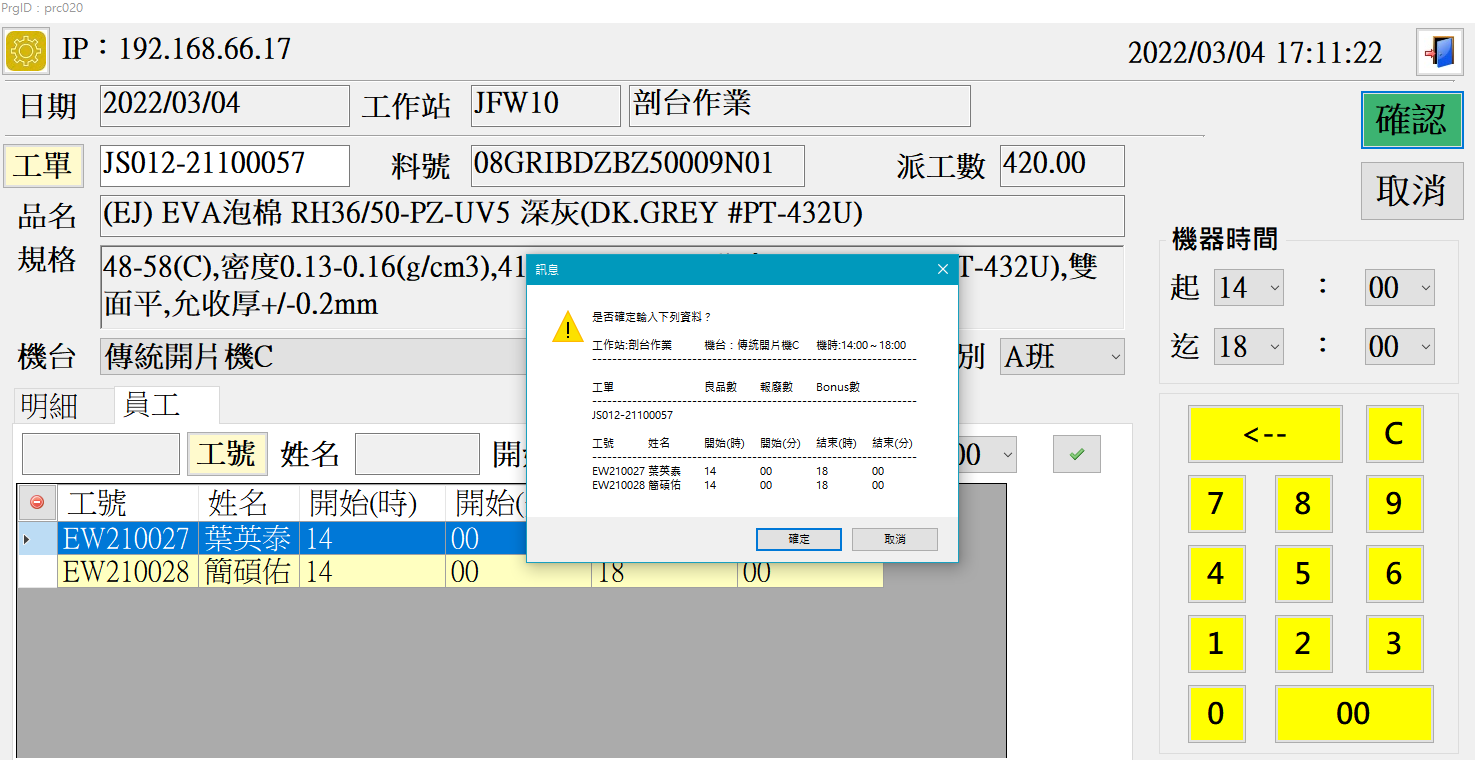 PrgID : prc020
IP：192.168.66.17
2022/03/04 17:11:22
日期 2022/03/04 工作站 JFW10 剖台作業
確認
工單 JS012-21100057 料號 08GRIBDZBZ50009N01 派工數 420.00
取消
品名 (EJ) EVA泡棉 RH36/50-PZ-UV5 深灰(DK.GREY #PT-432U)
規格 48-58(C),密度0.13-0.16(g/cm3),41 T-432U),雙
面平,允收厚+/-0.2mm
機台 傳統開片機C 別 A班
機器時間
起 14 : 00
迄 18 : 00
明細 員工
工號 姓名 開 00
工號 姓名 開始(時) 開始(
EW210027 葉英泰 14 00
EW210028 簡碩佑 14 00 18 00
訊息
是否確定輸入下列資料？
工作站:剖台作業 機台：傳統開片機C 機時:14:00～18:00
工單 良品數 報廢數 Bonus數
JS012-21100057
工號 姓名 開始(時) 開始(分) 結束(時) 結束(分)
EW210027 葉英泰 14 00 18 00
EW210028 簡碩佑 14 00 18 00
確定 取消
<-- C
7 8 9
4 5 6
1 2 3
0 00